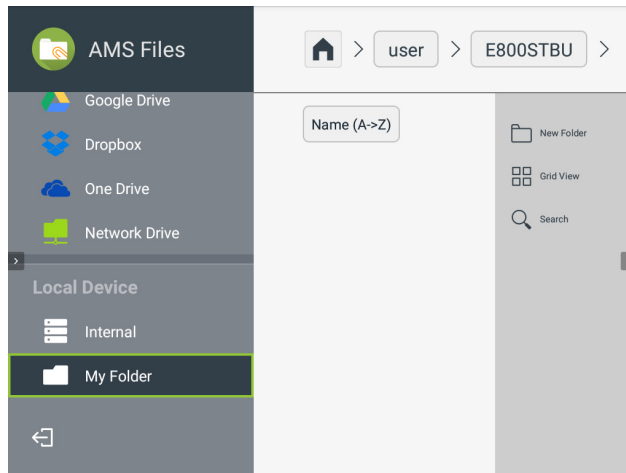 AMS Files
user
E800STBU
Google Drive
Dropbox
One Drive
Network Drive
Local Device
Internal
My Folder
Name (A->Z)
New Folder
Grid View
Search